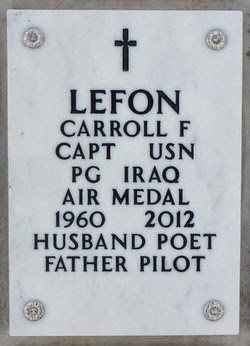 LEFON
CARROLL F
CAPT USN
PG IRAQ
AIR MEDAL
1960 2012
HUSBAND POET
FATHER PILOT